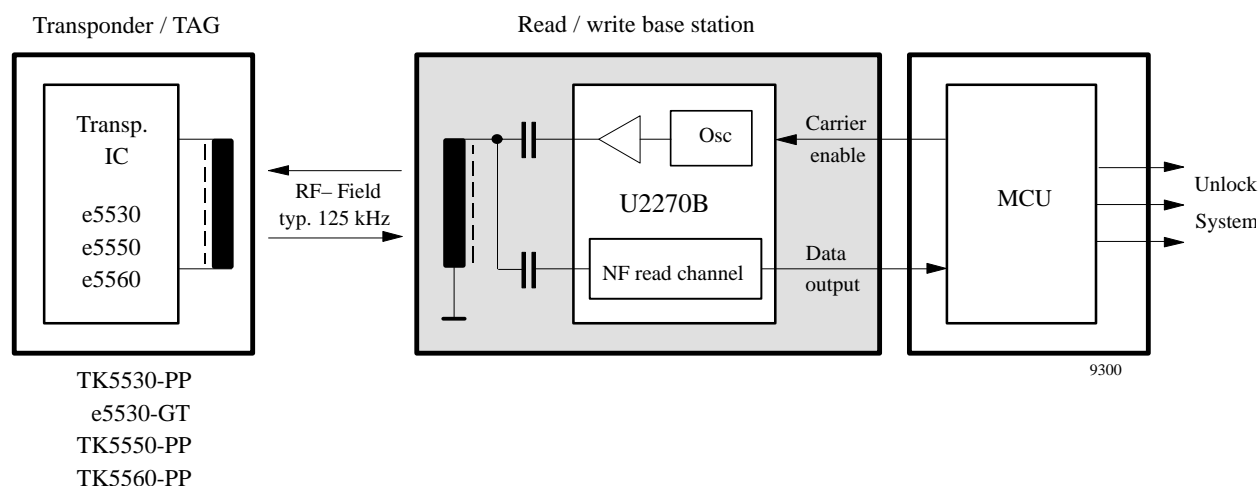 Transponder / TAG
Read / write base station
Transp.
IC
e5530
e5550
e5560
RF– Field
typ. 125 kHz
Osc
U2270B
NF read channel
Carrier
enable
Data
output
MCU
Unlock
System
9300
TK5530-PP
e5530-GT
TK5550-PP
TK5560-PP